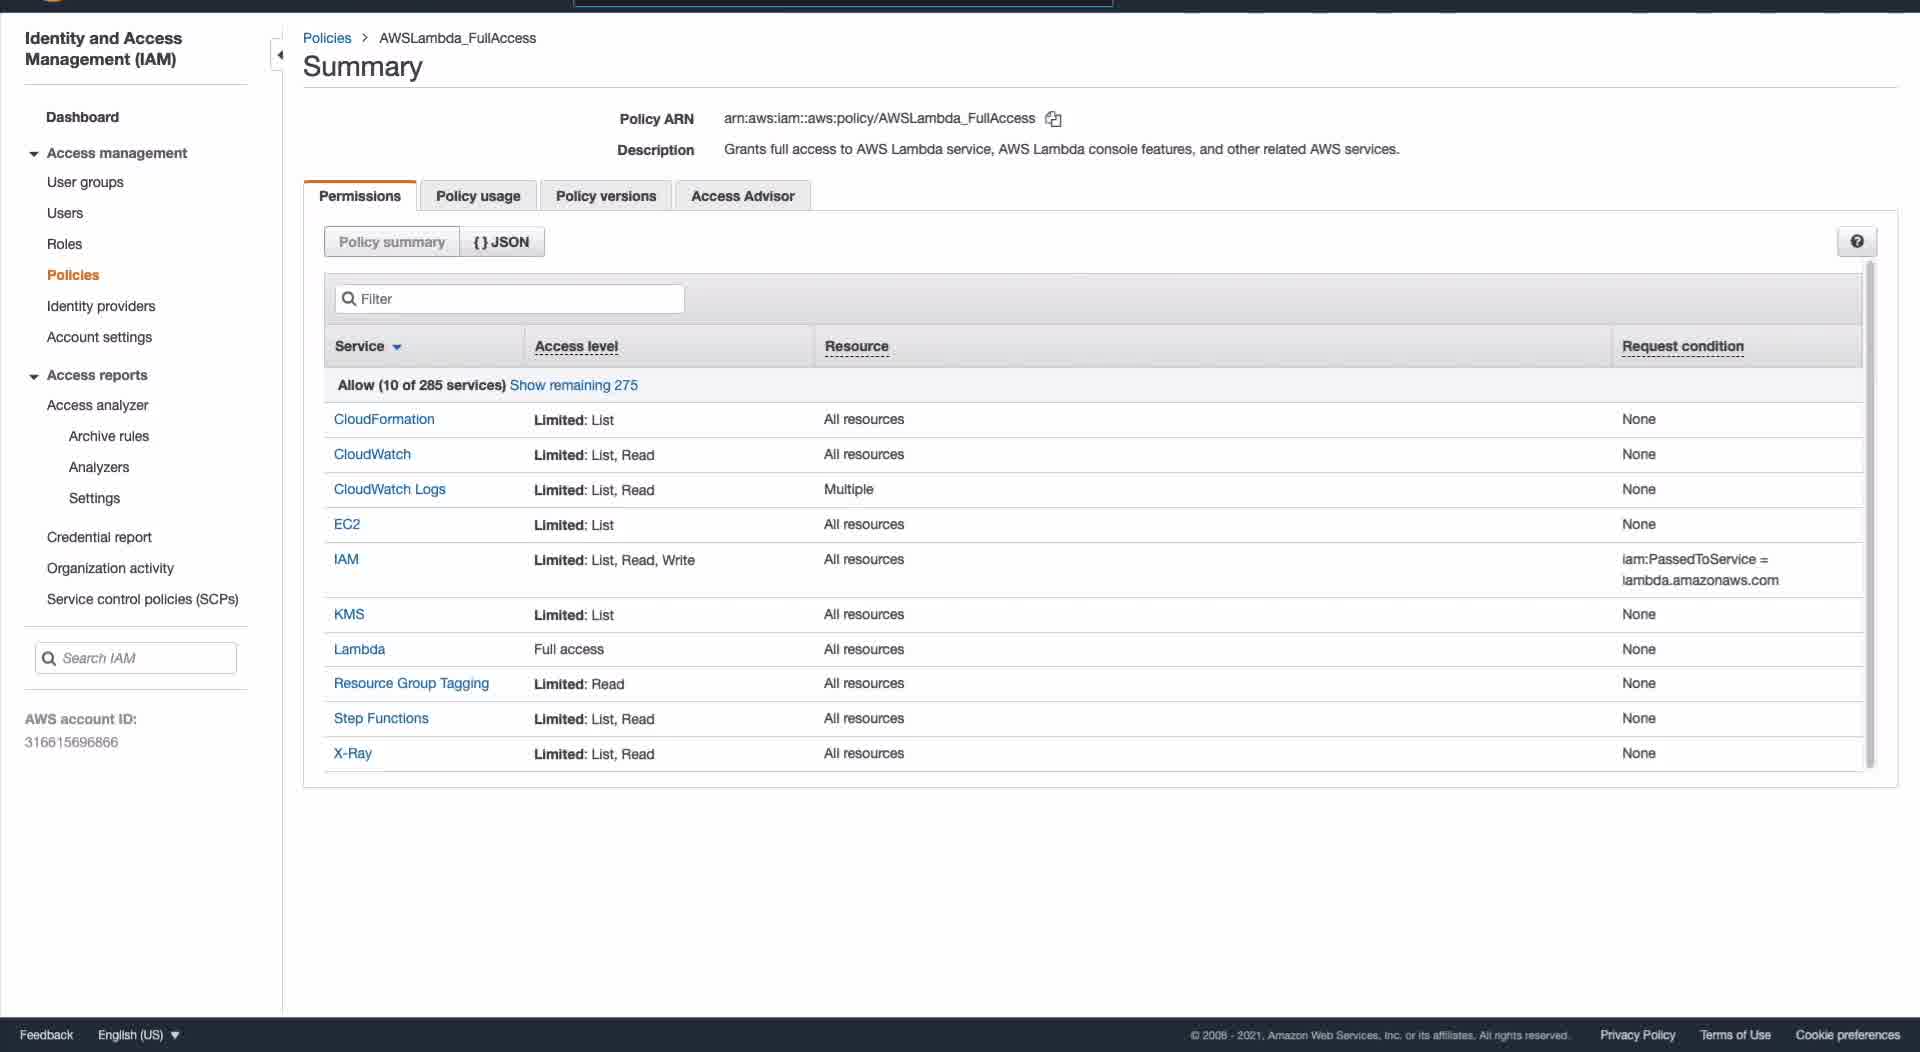 Identity and Access
Management (IAM)
Dashboard
Access management
User groups
Users
Roles
Policies
Identity providers
Account settings
Access reports
Access analyzer
Archive rules
Analyzers
Settings
Credential report
Organization activity
Service control policies (SCPs)
Search IAM
AWS account ID:
316615696866
Policies > AWSLambda_FullAccess
Summary
Policy ARN arn:aws:iam::aws:policy/AWSLambda_FullAccess
Description Grants full access to AWS Lambda service, AWS Lambda console features, and other related AWS services.
Permissions Policy usage Policy versions Access Advisor
Policy summary { } JSON
Filter
Service Access level Resource Request condition
Allow (10 of 285 services) Show remaining 275
CloudFormation Limited: List All resources None
CloudWatch Limited: List, Read All resources None
CloudWatch Logs Limited: List, Read Multiple None
EC2 Limited: List All resources None
IAM Limited: List, Read, Write All resources iam:PassedToService =
lambda.amazonaws.com
KMS Limited: List All resources None
Lambda Full access All resources None
Resource Group Tagging Limited: Read All resources None
Step Functions Limited: List, Read All resources None
X-Ray Limited: List, Read All resources None
Feedback English (US) © 2008 - 2021, Amazon Web Services, Inc. or its affiliates. All rights reserved. Privacy Policy Terms of Use Cookie preferences